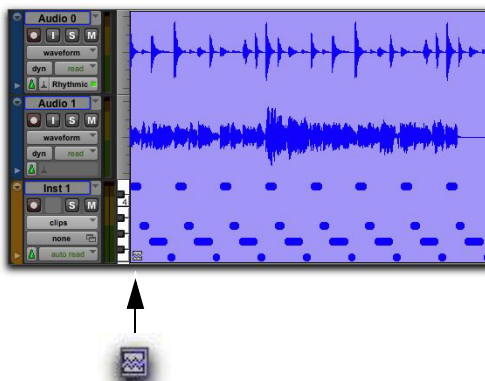 Audio 0
I S M
waveform
dyn read
Rhythmic
Audio 1
I S M
waveform
dyn read
Inst 1
S M
clips
none
auto read
4